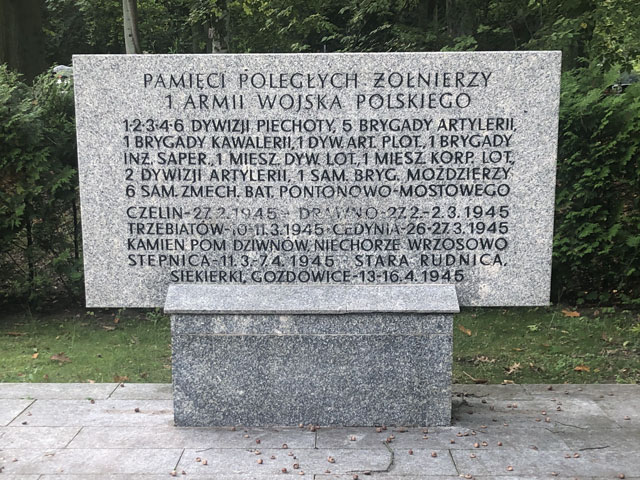 PAMIĘCI POLEGŁYCH ŻOŁNIERZY
1 ARMII WOJSKA POLSKIEGO
1·2·3·4·6 DYWIZJI PIECHOTY, 5 BRYGADY ARTYLERII,
1 BRYGADY KAWALERII, 1 DYW. ART. PLOT., 1 BRYGADY
INŻ. SAPER., 1 MIESZ. DYW. LOT., 1 MIESZ. KORP. LOT,
2 DYWIZJI ARTYLERII, 1 SAM. BRYG. MOŹDZIERZY
6 SAM. ZMECH. BAT. PONTONOWO-MOSTOWEGO
CZELIN-27.2.1945 - DRAWNO-27.2.-2.3.1945
TRZEBIATÓW-10-11.3.1945 - CEDYNIA-26-27.3.1945
KAMIEŃ POM. DZIWNÓW, NIECHORZE WRZOSOWO
STEPNICA-11.3.-7.4.1945 - STARA RUDNICA,
SIEKIERKI, GOZDOWICE-13-16.4.1945